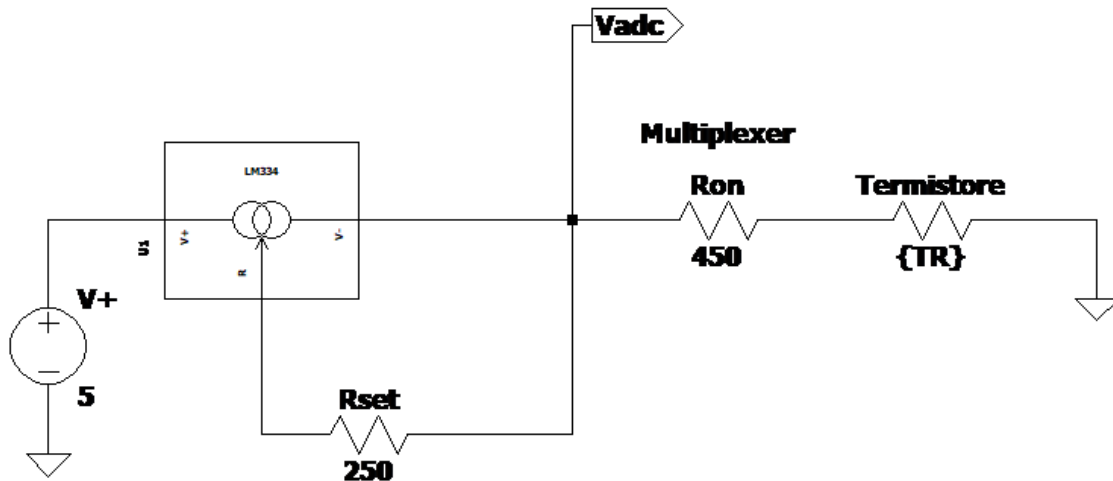 Vadc
Multiplexer
Ron
450
Termistore
{TR}
LM334
V+
V-
U1
R
V+
5
Rset
250